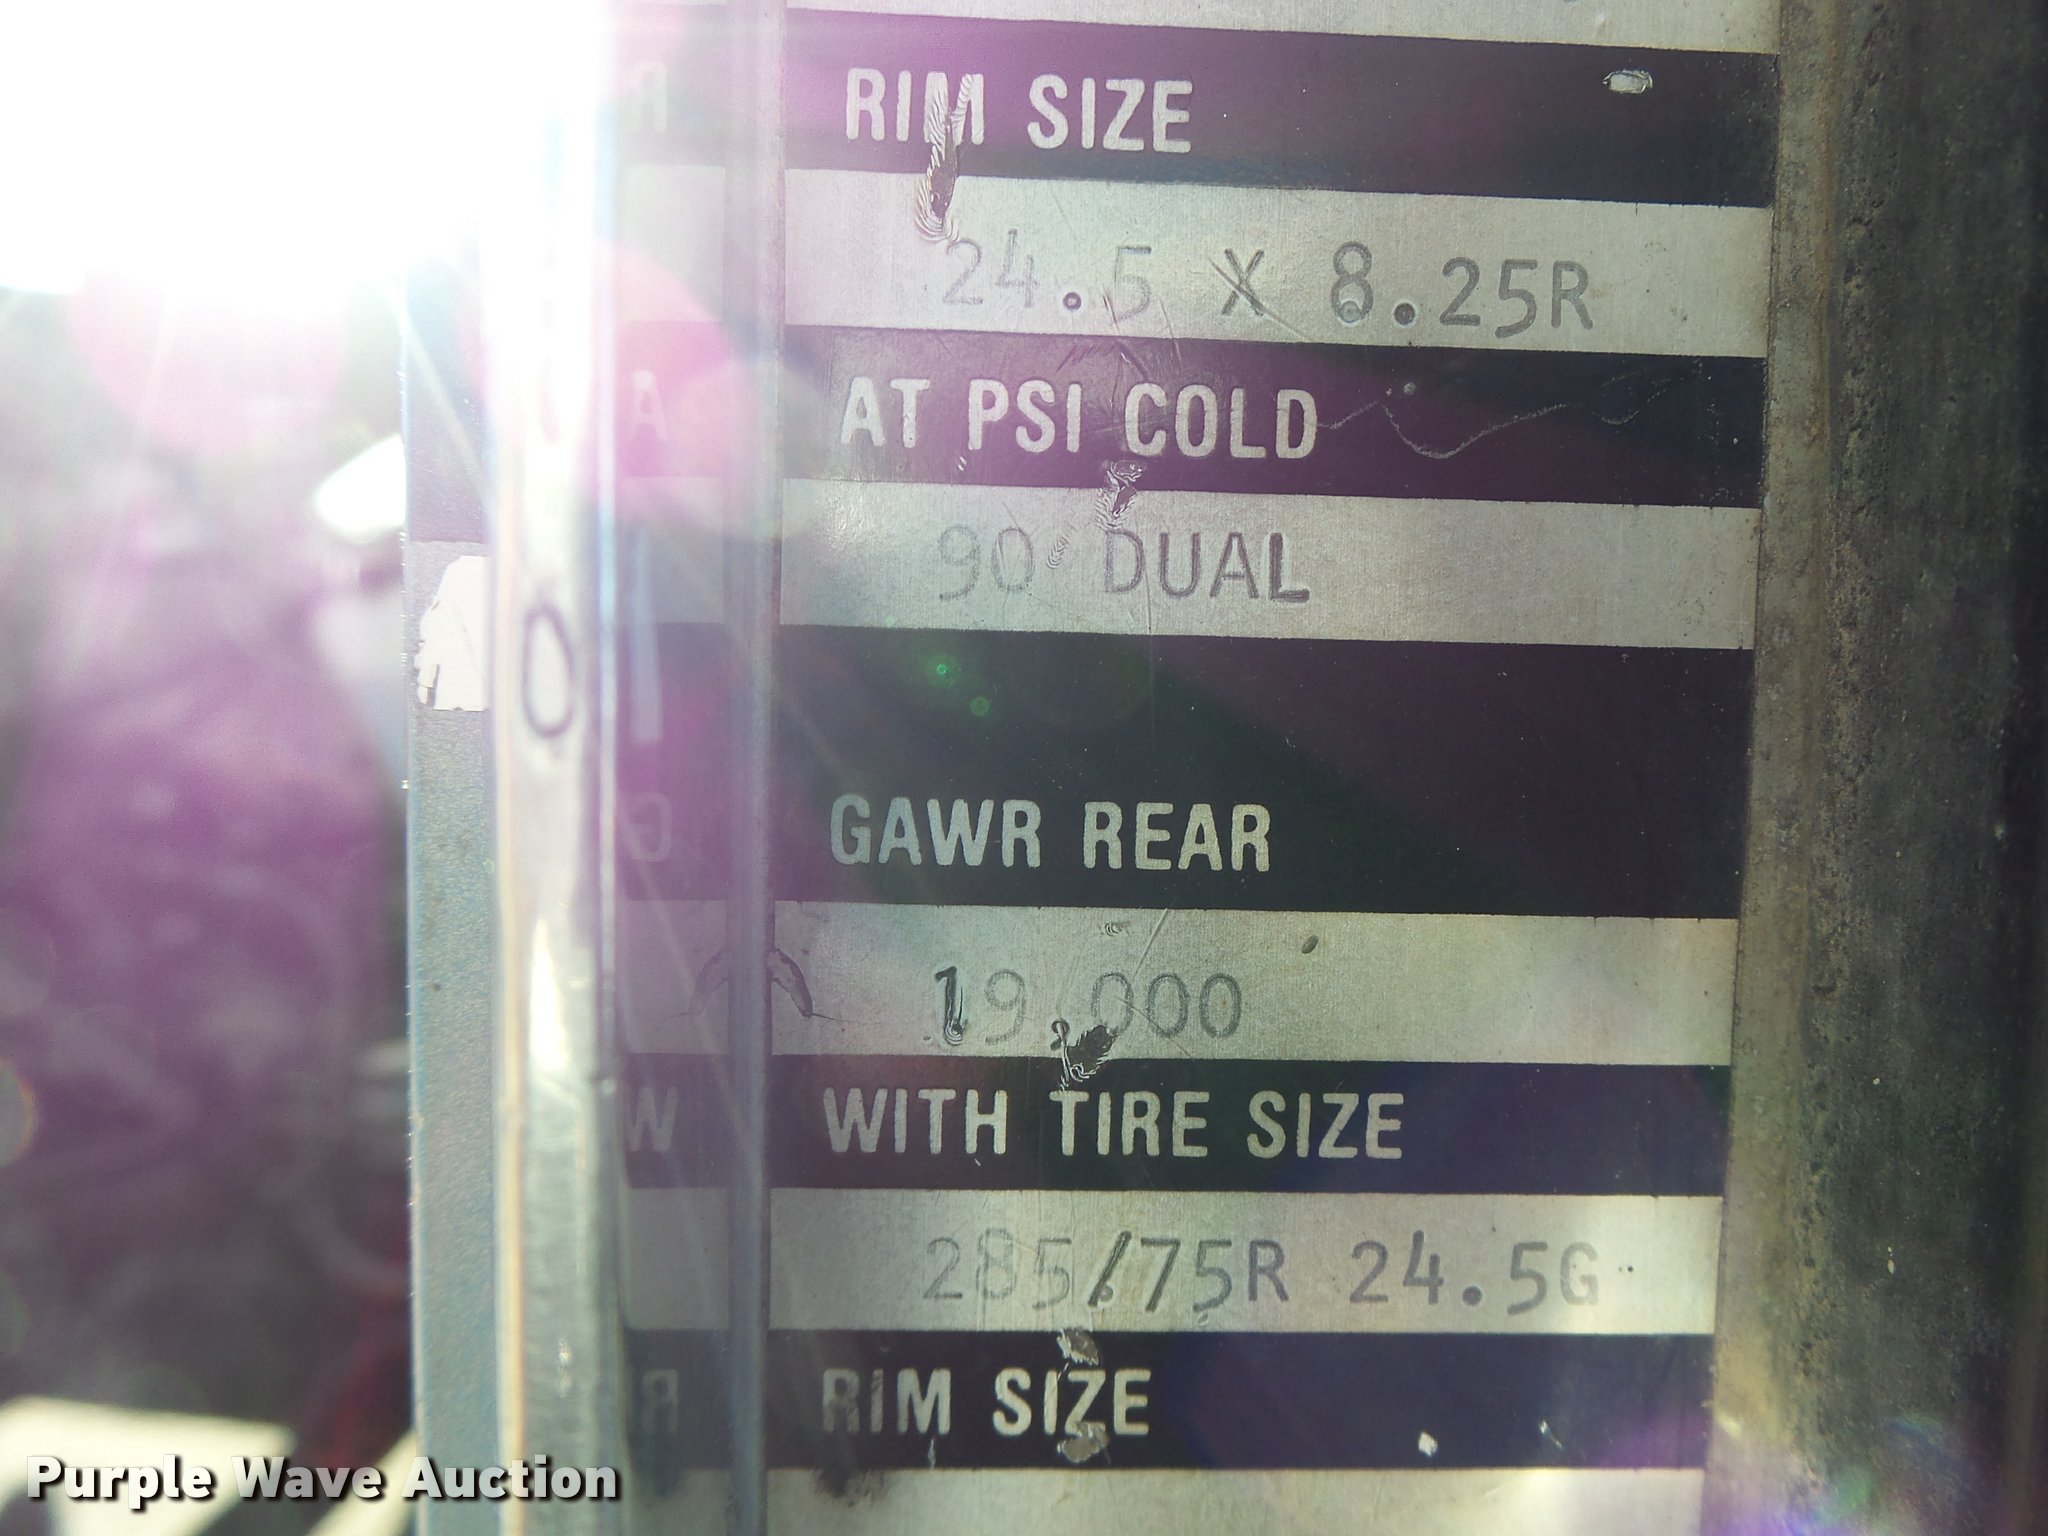 RIM SIZE
24.5 X 8.25R
AT PSI COLD
90 DUAL
GAWR REAR
19,000
WITH TIRE SIZE
285/75R 24.5G
RIM SIZE
Purple Wave Auction